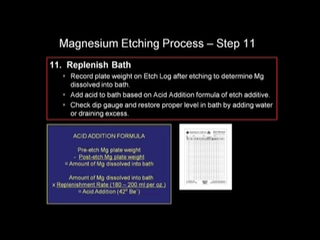 Magnesium Etching Process – Step 11
11. Replenish Bath
• Record plate weight on Etch Log after etching to determine Mg
dissolved into bath.
• Add acid to bath based on Acid Addition formula of etch additive.
• Check dip gauge and restore proper level in bath by adding water
or draining excess.
ACID ADDITION FORMULA
Pre-etch Mg plate weight
- Post-etch Mg plate weight
= Amount of Mg dissolved into bath
Amount of Mg dissolved into bath
x Replenishment Rate (180 – 200 ml per oz.)
= Acid Addition (42° Be´)